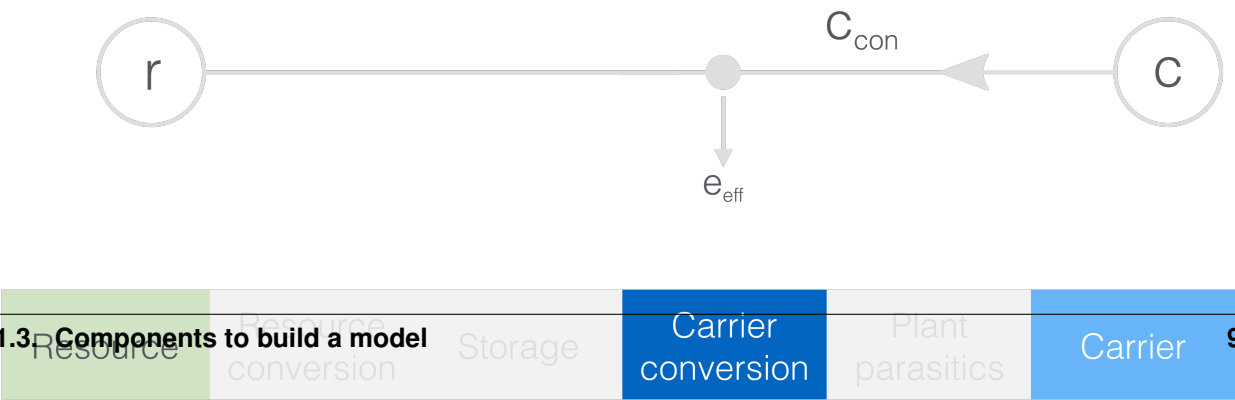 C_con
r
C
e_eff
1.3. Components to build a model 9
Resource
Resource
conversion
Storage
Carrier
conversion
Plant
parasitics
Carrier